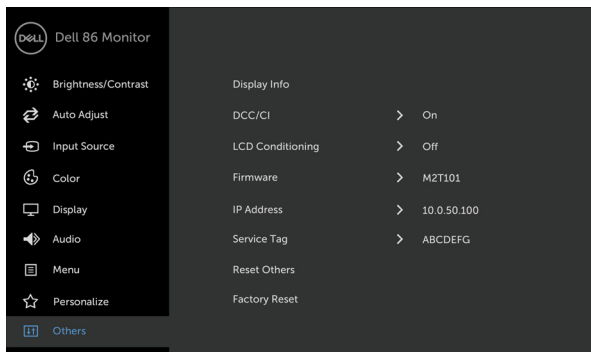 DELL Dell 86 Monitor
Brightness/Contrast
Auto Adjust
Input Source
Color
Display
Audio
Menu
Personalize
Others
Display Info
DCC/CI > On
LCD Conditioning > Off
Firmware > M2T101
IP Address > 10.0.50.100
Service Tag > ABCDEFG
Reset Others
Factory Reset